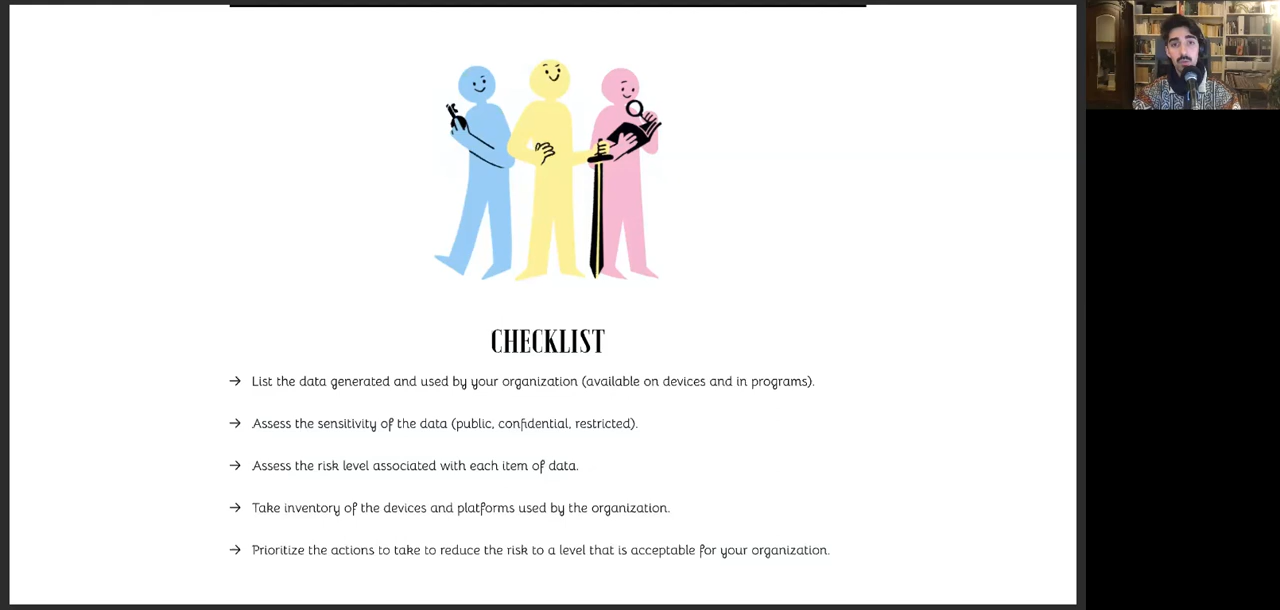 CHECKLIST
→ List the data generated and used by your organization (available on devices and in programs).
→ Assess the sensitivity of the data (public, confidential, restricted).
→ Assess the risk level associated with each item of data.
→ Take inventory of the devices and platforms used by the organization.
→ Prioritize the actions to take to reduce the risk to a level that is acceptable for your organization.